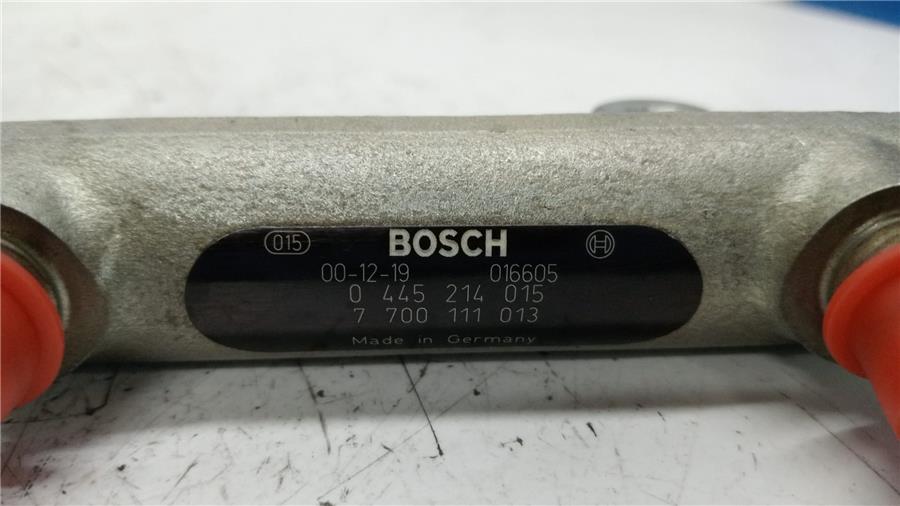 015 BOSCH
00-12-19 016605
0 445 214 015
7 700 111 013
Made in Germany